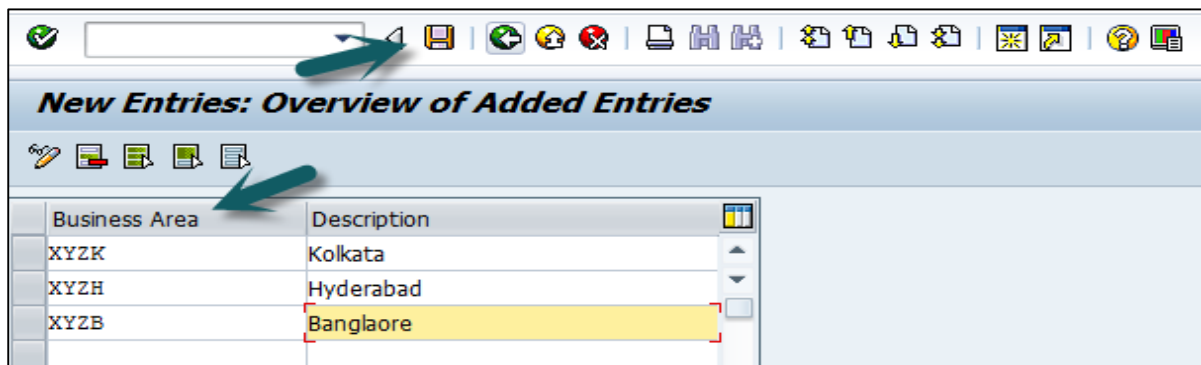 New Entries: Overview of Added Entries
Business Area Description
XYZK Kolkata
XYZH Hyderabad
XYZB Banglaore